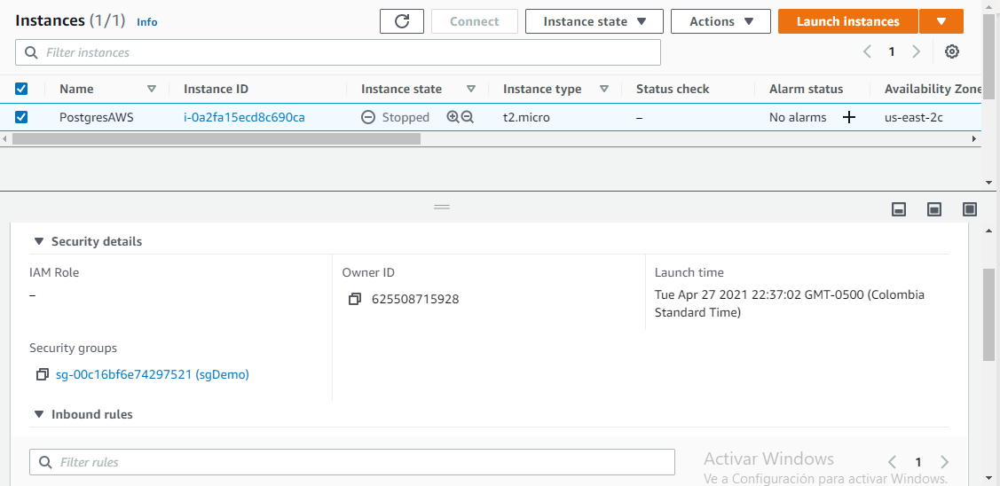 Instances (1/1) Info Connect Instance state Actions Launch instances
Filter instances 1
Name Instance ID Instance state Instance type Status check Alarm status Availability Zone
PostgresAWS i-0a2fa15ecd8c690ca Stopped t2.micro – No alarms + us-east-2c
Security details
IAM Role Owner ID Launch time
– 625508715928 Tue Apr 27 2021 22:37:02 GMT-0500 (Colombia
Standard Time)
Security groups
sg-00c16bf6e74297521 (sgDemo)
Inbound rules
Filter rules 1
Activar Windows
Ve a Configuración para activar Windows.